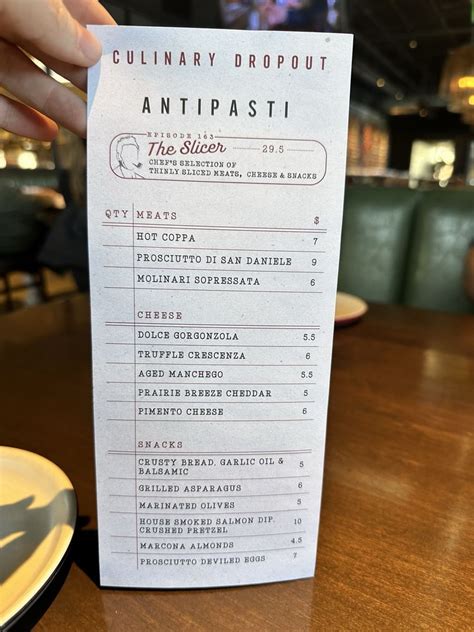 CULINARY DROPOUT
ANTIPASTI
EPISODE 163
The Slicer 29.5
CHEF'S SELECTION OF
THINLY SLICED MEATS, CHEESE & SNACKS
QTY MEATS $
HOT COPPA 7
PROSCIUTTO DI SAN DANIELE 9
MOLINARI SOPRESSATA 6
CHEESE
DOLCE GORGONZOLA 5.5
TRUFFLE CRESCENZA 6
AGED MANCHEGO 5.5
PRAIRIE BREEZE CHEDDAR 5
PIMENTO CHEESE 6
SNACKS
CRUSTY BREAD, GARLIC OIL & 5
BALSAMIC
GRILLED ASPARAGUS 6
MARINATED OLIVES 5
HOUSE SMOKED SALMON DIP, 10
CRUSHED PRETZEL
MARCONA ALMONDS 4.5
PROSCIUTTO DEVILED EGGS 7